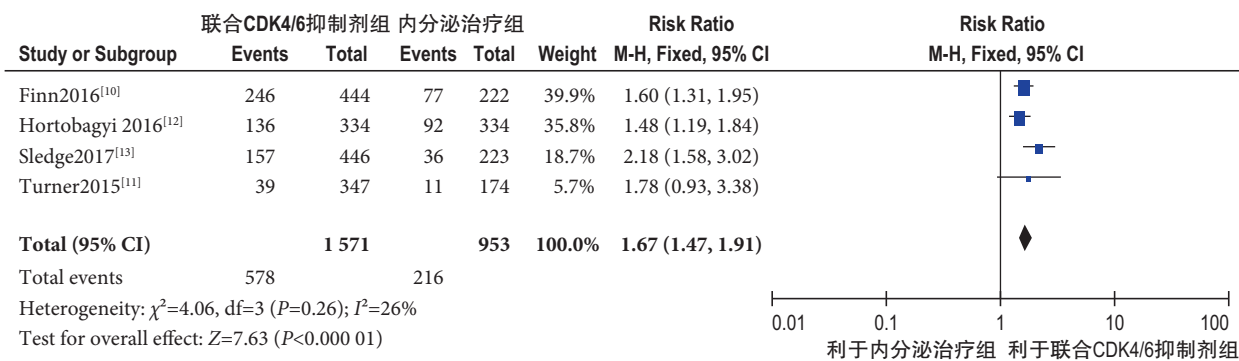 联合CDK4/6抑制剂组 内分泌治疗组 Risk Ratio Risk Ratio
Study or Subgroup Events Total Events Total Weight M-H, Fixed, 95% CI M-H, Fixed, 95% CI
Finn2016[10] 246 444 77 222 39.9% 1.60 (1.31, 1.95)
Hortobagyi 2016[12] 136 334 92 334 35.8% 1.48 (1.19, 1.84)
Sledge2017[13] 157 446 36 223 18.7% 2.18 (1.58, 3.02)
Turner2015[11] 39 347 11 174 5.7% 1.78 (0.93, 3.38)
Total (95% CI) 1 571 953 100.0% 1.67 (1.47, 1.91)
Total events 578 216
Heterogeneity: χ²=4.06, df=3 (P=0.26); I²=26%
Test for overall effect: Z=7.63 (P<0.000 01)
0.01 0.1 1 10 100
利于内分泌治疗组 利于联合CDK4/6抑制剂组